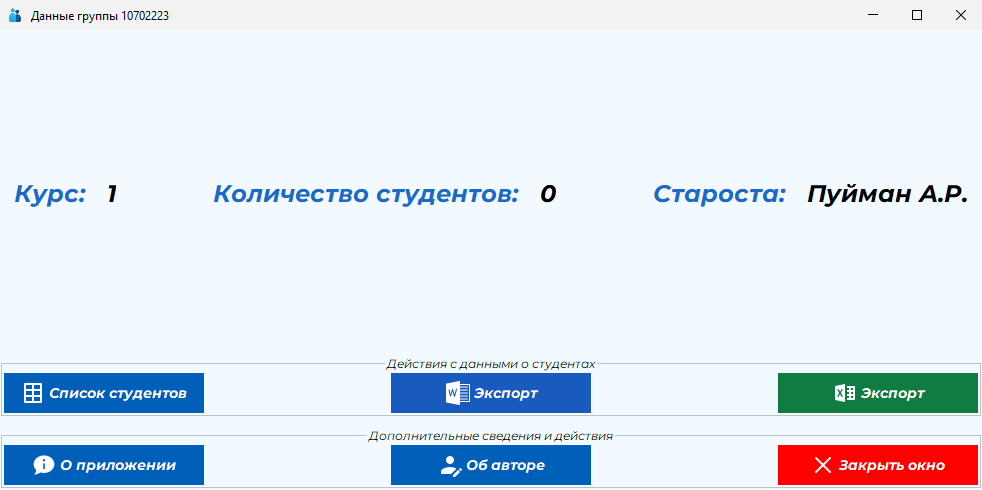 Данные группы 10702223
Курс: 1 Количество студентов: 0 Староста: Пуйман А.Р.
Действия с данными о студентах
Список студентов Экспорт Экспорт
Дополнительные сведения и действия
О приложении Об авторе Закрыть окно